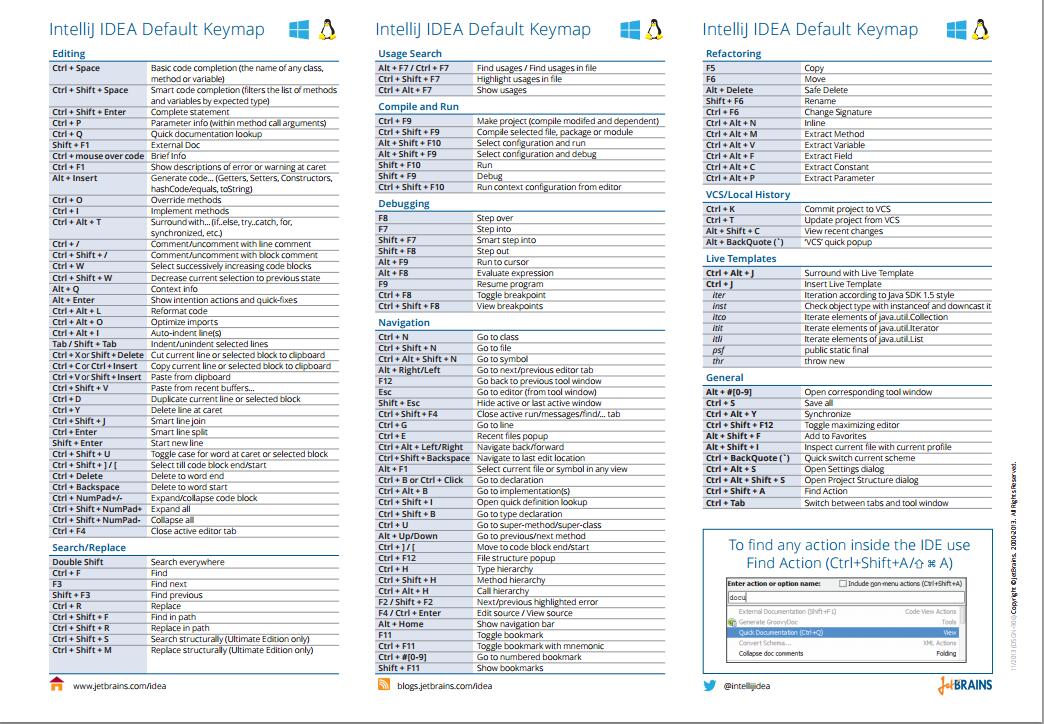 IntelliJ IDEA Default Keymap
Editing
Ctrl + Space Basic code completion (the name of any class,
method or variable)
Ctrl + Shift + Space Smart code completion (filters the list of methods
and variables by expected type)
Ctrl + Shift + Enter Complete statement
Ctrl + P Parameter info (within method call arguments)
Ctrl + Q Quick documentation lookup
Shift + F1 External Doc
Ctrl + mouse over code Brief Info
Ctrl + F1 Show descriptions of error or warning at caret
Alt + Insert Generate code... (Getters, Setters, Constructors,
hashCode/equals, toString)
Ctrl + O Override methods
Ctrl + I Implement methods
Ctrl + Alt + T Surround with... (if..else, try..catch, for,
synchronized, etc.)
Ctrl + / Comment/uncomment with line comment
Ctrl + Shift + / Comment/uncomment with block comment
Ctrl + W Select successively increasing code blocks
Ctrl + Shift + W Decrease current selection to previous state
Alt + Q Context info
Alt + Enter Show intention actions and quick-fixes
Ctrl + Alt + L Reformat code
Ctrl + Alt + O Optimize imports
Ctrl + Alt + I Auto-indent line(s)
Tab / Shift + Tab Indent/unindent selected lines
Ctrl + X or Shift + Delete Cut current line or selected block to clipboard
Ctrl + C or Ctrl + Insert Copy current line or selected block to clipboard
Ctrl + V or Shift + Insert Paste from clipboard
Ctrl + Shift + V Paste from recent buffers...
Ctrl + D Duplicate current line or selected block
Ctrl + Y Delete line at caret
Ctrl + Shift + J Smart line join
Ctrl + Enter Smart line split
Shift + Enter Start new line
Ctrl + Shift + U Toggle case for word at caret or selected block
Ctrl + Shift + ] / [ Select till code block end/start
Ctrl + Delete Delete to word end
Ctrl + Backspace Delete to word start
Ctrl + NumPad+/- Expand/collapse code block
Ctrl + Shift + NumPad+ Expand all
Ctrl + Shift + NumPad- Collapse all
Ctrl + F4 Close active editor tab
Search/Replace
Double Shift Search everywhere
Ctrl + F Find
F3 Find next
Shift + F3 Find previous
Ctrl + R Replace
Ctrl + Shift + F Find in path
Ctrl + Shift + R Replace in path
Ctrl + Shift + S Search structurally (Ultimate Edition only)
Ctrl + Shift + M Replace structurally (Ultimate Edition only)
www.jetbrains.com/idea
IntelliJ IDEA Default Keymap
Usage Search
Alt + F7 / Ctrl + F7 Find usages / Find usages in file
Ctrl + Shift + F7 Highlight usages in file
Ctrl + Alt + F7 Show usages
Compile and Run
Ctrl + F9 Make project (compile modifed and dependent)
Ctrl + Shift + F9 Compile selected file, package or module
Alt + Shift + F10 Select configuration and run
Alt + Shift + F9 Select configuration and debug
Shift + F10 Run
Shift + F9 Debug
Ctrl + Shift + F10 Run context configuration from editor
Debugging
F8 Step over
F7 Step into
Shift + F7 Smart step into
Shift + F8 Step out
Alt + F9 Run to cursor
Alt + F8 Evaluate expression
F9 Resume program
Ctrl + F8 Toggle breakpoint
Ctrl + Shift + F8 View breakpoints
Navigation
Ctrl + N Go to class
Ctrl + Shift + N Go to file
Ctrl + Alt + Shift + N Go to symbol
Alt + Right/Left Go to next/previous editor tab
F12 Go back to previous tool window
Esc Go to editor (from tool window)
Shift + Esc Hide active or last active window
Ctrl + Shift + F4 Close active run/messages/find/... tab
Ctrl + G Go to line
Ctrl + E Recent files popup
Ctrl + Alt + Left/Right Navigate back/forward
Ctrl + Shift + Backspace Navigate to last edit location
Alt + F1 Select current file or symbol in any view
Ctrl + B or Ctrl + Click Go to declaration
Ctrl + Alt + B Go to implementation(s)
Ctrl + Shift + I Open quick definition lookup
Ctrl + Shift + B Go to type declaration
Ctrl + U Go to super-method/super-class
Alt + Up/Down Go to previous/next method
Ctrl + ] / [ Move to code block end/start
Ctrl + F12 File structure popup
Ctrl + H Type hierarchy
Ctrl + Shift + H Method hierarchy
Ctrl + Alt + H Call hierarchy
F2 / Shift + F2 Next/previous highlighted error
F4 / Ctrl + Enter Edit source / View source
Alt + Home Show navigation bar
F11 Toggle bookmark
Ctrl + F11 Toggle bookmark with mnemonic
Ctrl + #[0-9] Go to numbered bookmark
Shift + F11 Show bookmarks
blogs.jetbrains.com/idea
IntelliJ IDEA Default Keymap
Refactoring
F5 Copy
F6 Move
Alt + Delete Safe Delete
Shift + F6 Rename
Ctrl + F6 Change Signature
Ctrl + Alt + N Inline
Ctrl + Alt + M Extract Method
Ctrl + Alt + V Extract Variable
Ctrl + Alt + F Extract Field
Ctrl + Alt + C Extract Constant
Ctrl + Alt + P Extract Parameter
VCS/Local History
Ctrl + K Commit project to VCS
Ctrl + T Update project from VCS
Alt + Shift + C View recent changes
Alt + BackQuote (`) 'VCS' quick popup
Live Templates
Ctrl + Alt + J Surround with Live Template
Ctrl + J Insert Live Template
iter Iteration according to Java SDK 1.5 style
inst Check object type with instanceof and downcast it
itco Iterate elements of java.util.Collection
itit Iterate elements of java.util.Iterator
itli Iterate elements of java.util.List
psf public static final
thr throw new
General
Alt + #[0-9] Open corresponding tool window
Ctrl + S Save all
Ctrl + Alt + Y Synchronize
Ctrl + Shift + F12 Toggle maximizing editor
Alt + Shift + F Add to Favorites
Alt + Shift + I Inspect current file with current profile
Ctrl + BackQuote (`) Quick switch current scheme
Ctrl + Alt + S Open Settings dialog
Ctrl + Alt + Shift + S Open Project Structure dialog
Ctrl + Shift + A Find Action
Ctrl + Tab Switch between tabs and tool window
To find any action inside the IDE use
Find Action (Ctrl+Shift+A/⇧ ⌘ A)
Enter action or option name: Include non-menu actions (Ctrl+Shift+A)
docu
External Documentation (Shift+F1) Code View Actions
Generate GroovyDoc Tools
Quick Documentation (Ctrl+Q) View
Convert Schema... XML Actions
Collapse doc comments Folding
@intellijidea
JetBRAINS
Copyright © JetBrains. 2000-2013. All Rights Reserved.